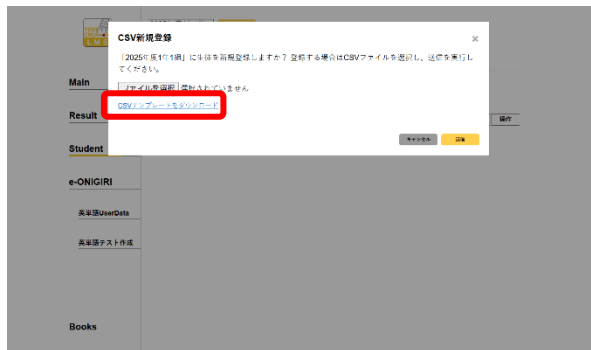 LMS
CSV新規登録
×
「2025年度1年1組」に生徒を新規登録しますか？ 登録する場合はCSVファイルを選択し、送信を実行し
てください。
ファイルを選択 選択されていません
CSVテンプレートをダウンロード
キャンセル 送信
操作
Main
Result
Student
e-ONIGIRI
英単語UserData
英単語テスト作成
Books